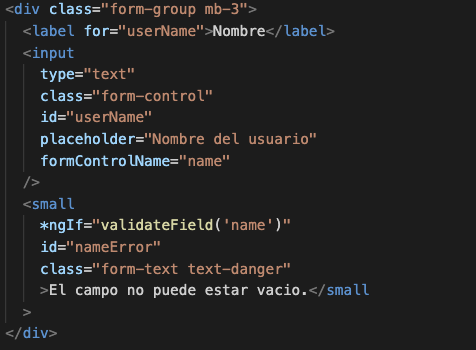 <div class="form-group mb-3">
<label for="userName">Nombre</label>
<input
type="text"
class="form-control"
id="userName"
placeholder="Nombre del usuario"
formControlName="name"
/>
<small
*ngIf="validateField('name')"
id="nameError"
class="form-text text-danger"
>El campo no puede estar vacio.</small
>
</div>